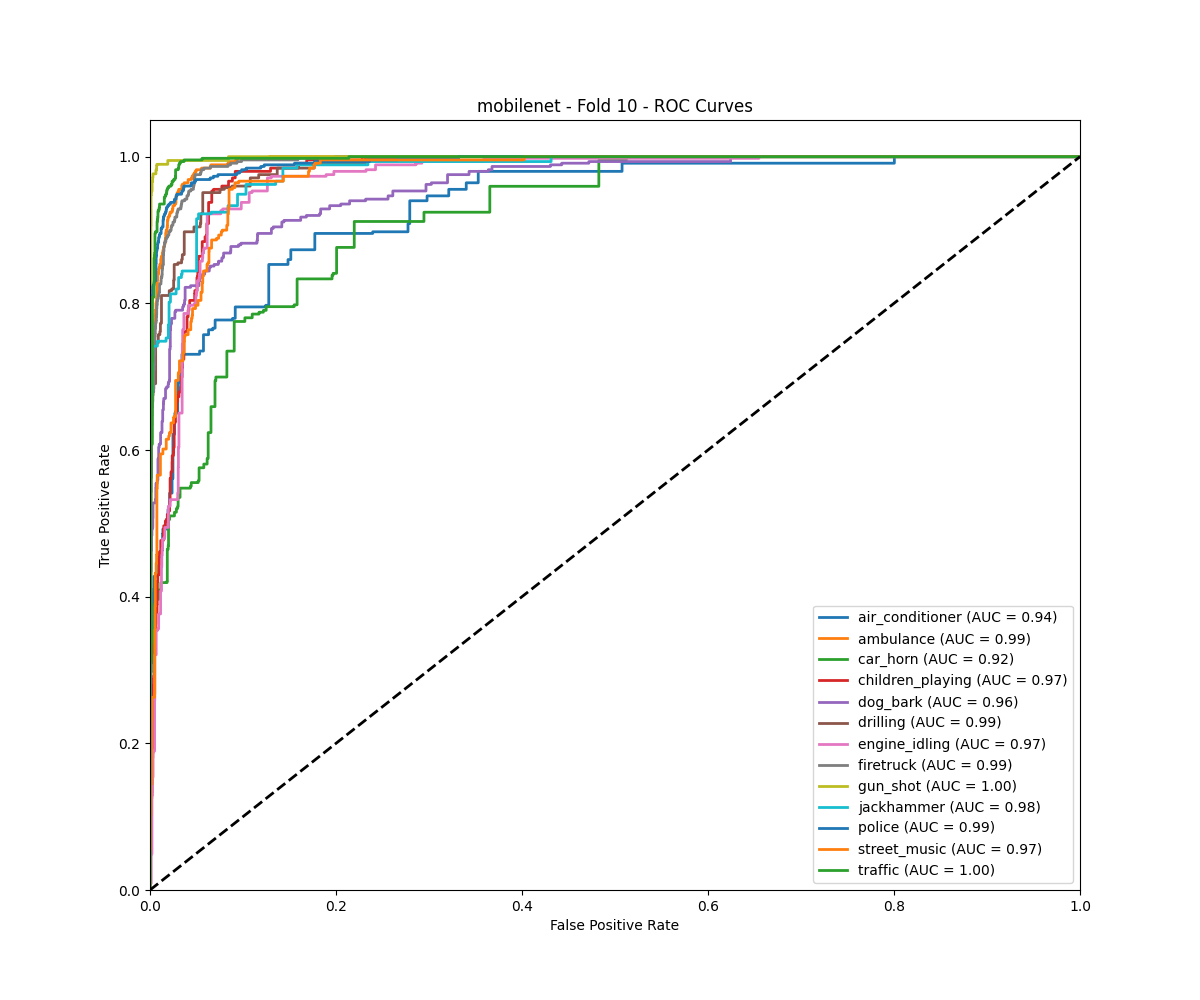 mobilenet - Fold 10 - ROC Curves
1.0
0.8
0.6
0.4
0.2
0.0
True Positive Rate
0.0 0.2 0.4 0.6 0.8 1.0
False Positive Rate
air_conditioner (AUC = 0.94)
ambulance (AUC = 0.99)
car_horn (AUC = 0.92)
children_playing (AUC = 0.97)
dog_bark (AUC = 0.96)
drilling (AUC = 0.99)
engine_idling (AUC = 0.97)
firetruck (AUC = 0.99)
gun_shot (AUC = 1.00)
jackhammer (AUC = 0.98)
police (AUC = 0.99)
street_music (AUC = 0.97)
traffic (AUC = 1.00)